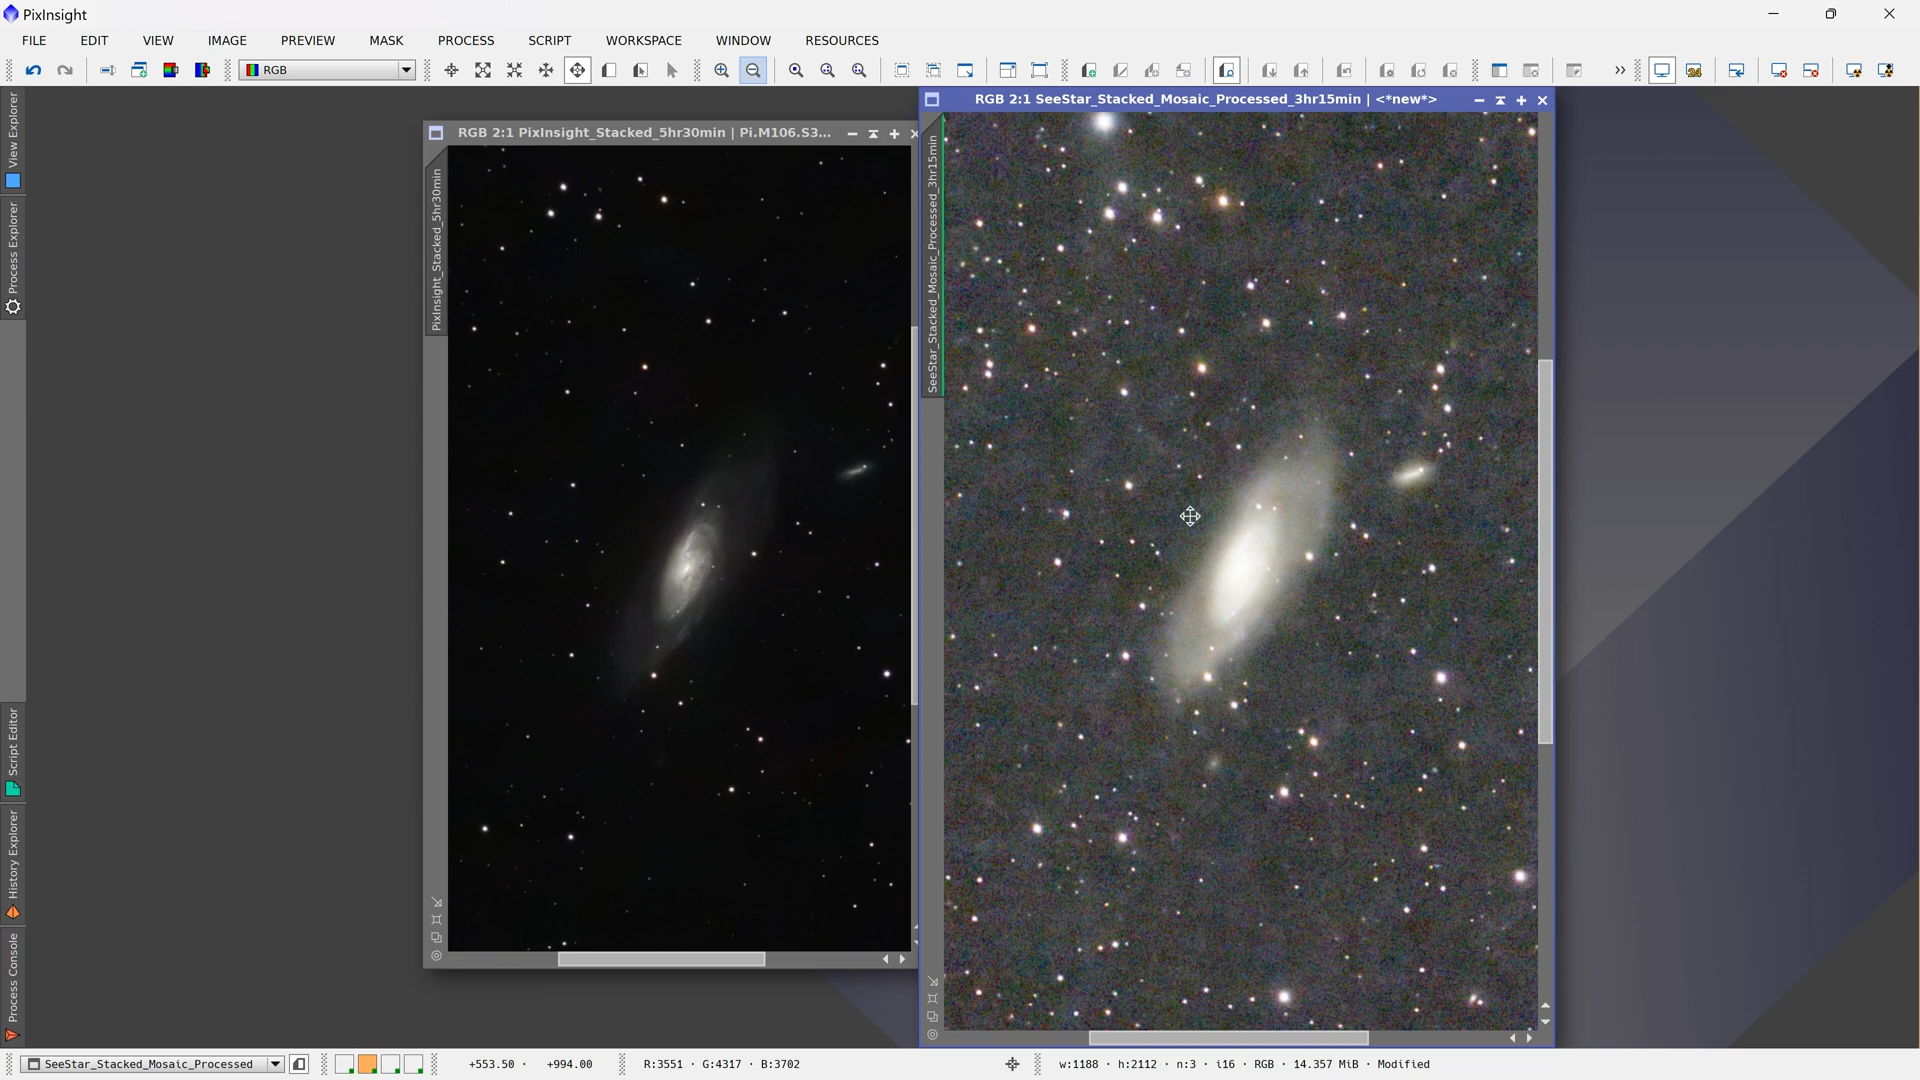 PixInsight
FILE EDIT VIEW IMAGE PREVIEW MASK PROCESS SCRIPT WORKSPACE WINDOW RESOURCES
RGB
24
View Explorer
Process Explorer
Script Editor
History Explorer
Process Console
RGB 2:1 PixInsight_Stacked_5hr30min | Pi.M106.S3...
PixInsight_Stacked_5hr30min
RGB 2:1 SeeStar_Stacked_Mosaic_Processed_3hr15min | <*new*>
SeeStar_Stacked_Mosaic_Processed_3hr15min
SeeStar_Stacked_Mosaic_Processed
+553.50 · +994.00
R:3551 · G:4317 · B:3702
w:1188 · h:2112 · n:3 · i16 · RGB · 14.357 MiB · Modified